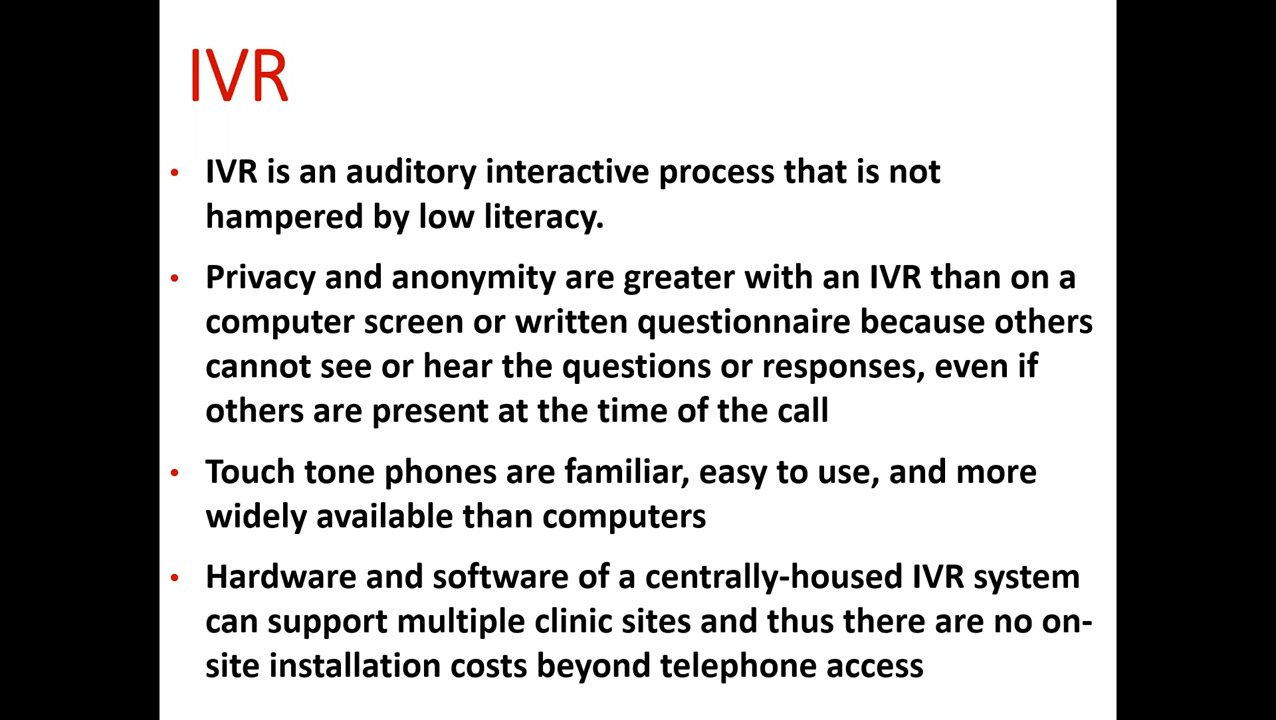 IVR
• IVR is an auditory interactive process that is not
hampered by low literacy.
• Privacy and anonymity are greater with an IVR than on a
computer screen or written questionnaire because others
cannot see or hear the questions or responses, even if
others are present at the time of the call
• Touch tone phones are familiar, easy to use, and more
widely available than computers
• Hardware and software of a centrally-housed IVR system
can support multiple clinic sites and thus there are no on-
site installation costs beyond telephone access